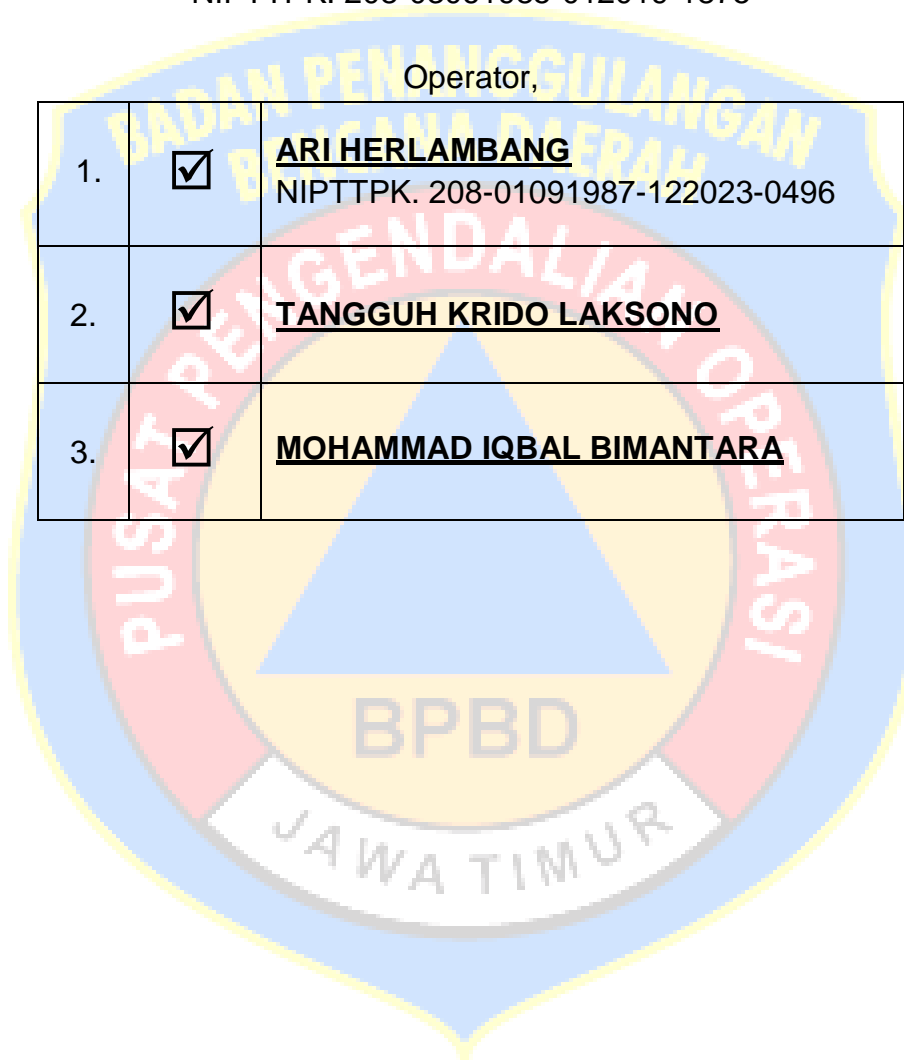 Operator,
1. ☑ ARI HERLAMBANG
NIPTTPK. 208-01091987-122023-0496
2. ☑ TANGGUH KRIDO LAKSONO
3. ☑ MOHAMMAD IQBAL BIMANTARA
BADAN PENANGGULANGAN
BENCANA DAERAH
PUSAT PENGENDALIAN OPERASI
BPBD
JAWA TIMUR